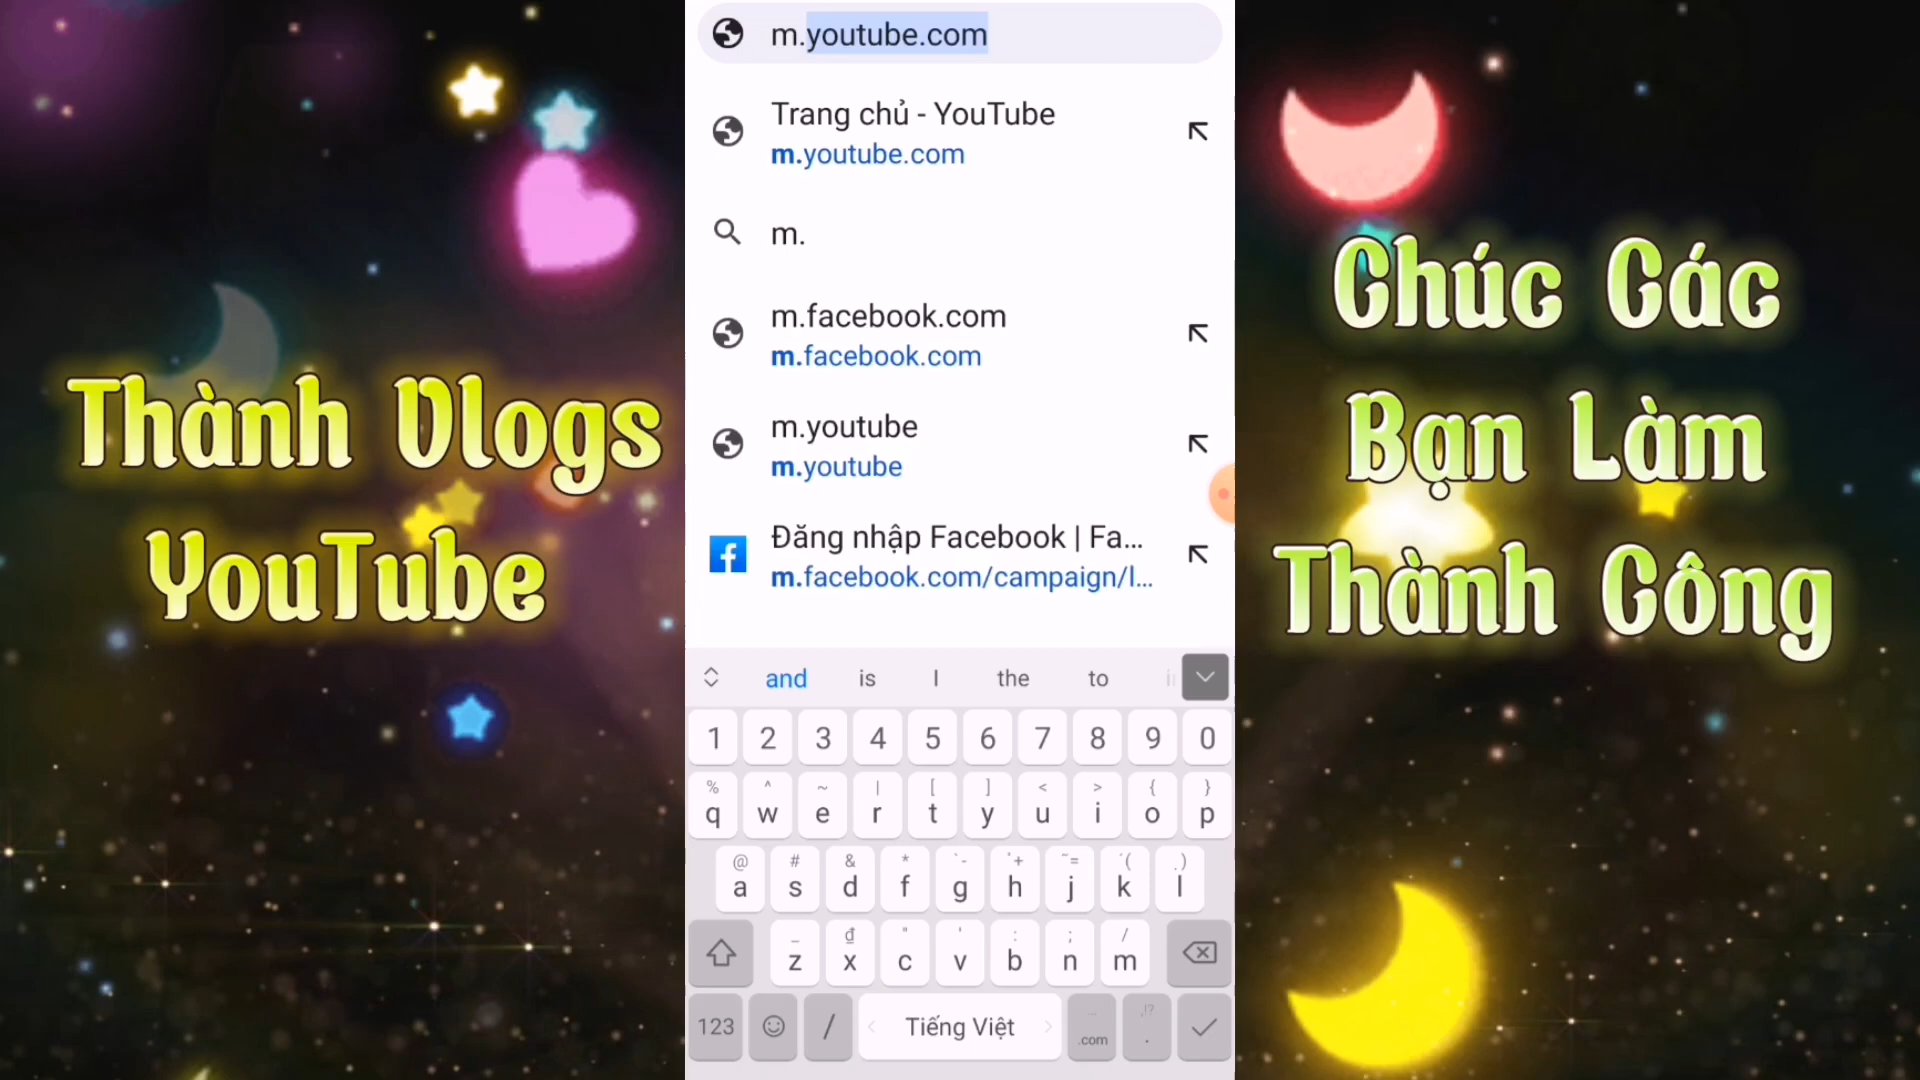 Thành Vlogs
YouTube
m.youtube.com
Trang chủ - YouTube
m.youtube.com
m.
m.facebook.com
m.facebook.com
m.youtube
m.youtube
Đăng nhập Facebook | Fa...
m.facebook.com/campaign/l...
and is I the to
1 2 3 4 5 6 7 8 9 0
% ^ ~ | [ ] < > { }
q w e r t y u i o p
@ # & * `- '+ ~= ´( .)
a s d f g h j k l
_ ₫ " ' : ; /
z x c v b n m
,!?
123 / Tiếng Việt .com .
Chúc Các
Bạn Làm
Thành Công